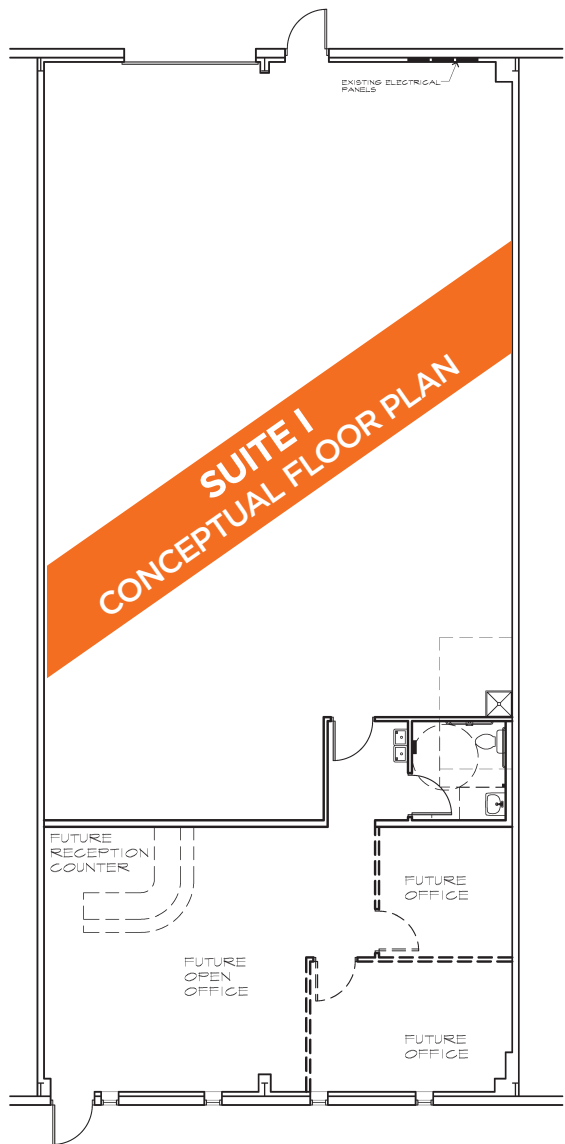 EXISTING ELECTRICAL
PANELS
SUITE I
CONCEPTUAL FLOOR PLAN
FUTURE
RECEPTION
COUNTER
FUTURE
OFFICE
FUTURE
OPEN
OFFICE
FUTURE
OFFICE